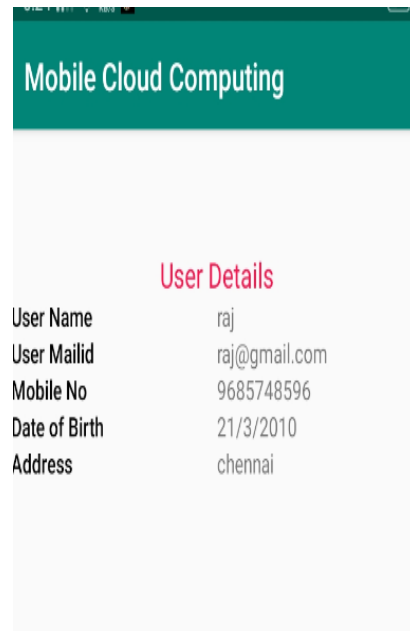 Mobile Cloud Computing
User Details
User Name raj
User Mailid raj@gmail.com
Mobile No 9685748596
Date of Birth 21/3/2010
Address chennai